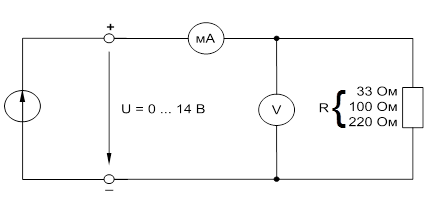 +
мА
U = 0 ... 14 В
V
R { 33 Ом
100 Ом
220 Ом
–